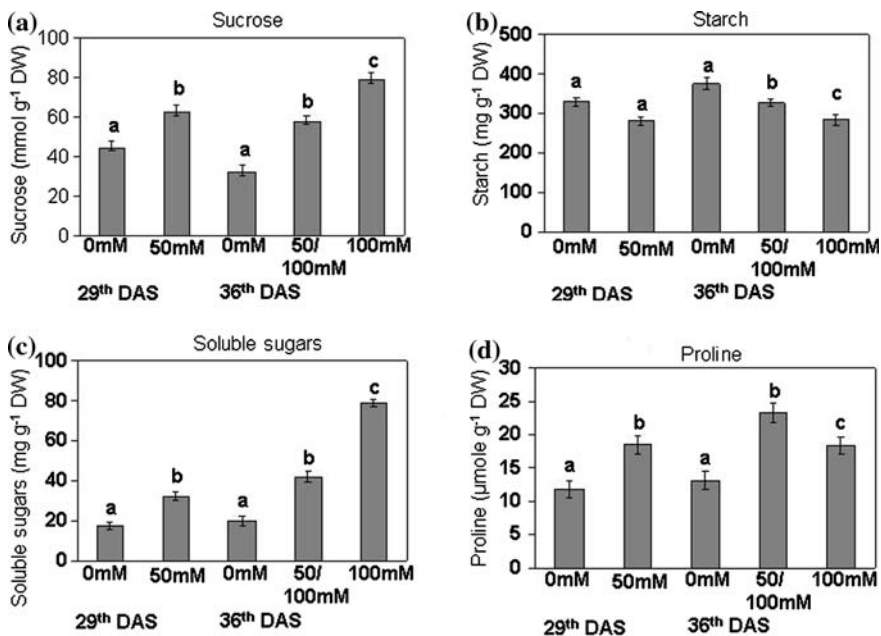 (a) Sucrose
Sucrose (mmol g⁻¹ DW)
100
80
60
40
20
0
a
b
a
b
c
0mM 50mM 0mM 50/ 100mM
100mM
29th DAS 36th DAS
(b) Starch
Starch (mg g⁻¹ DW)
500
400
300
200
100
0
a
a
a
b
c
0mM 50mM 0mM 50/ 100mM
100mM
29th DAS 36th DAS
(c) Soluble sugars
Soluble sugars (mg g⁻¹ DW)
100
80
60
40
20
0
a
b
a
b
c
0mM 50mM 0mM 50/ 100mM
100mM
29th DAS 36th DAS
(d) Proline
Proline (µmole g⁻¹ DW)
30
25
20
15
10
5
0
a
b
a
b
c
0mM 50mM 0mM 50/ 100mM
100mM
29th DAS 36th DAS